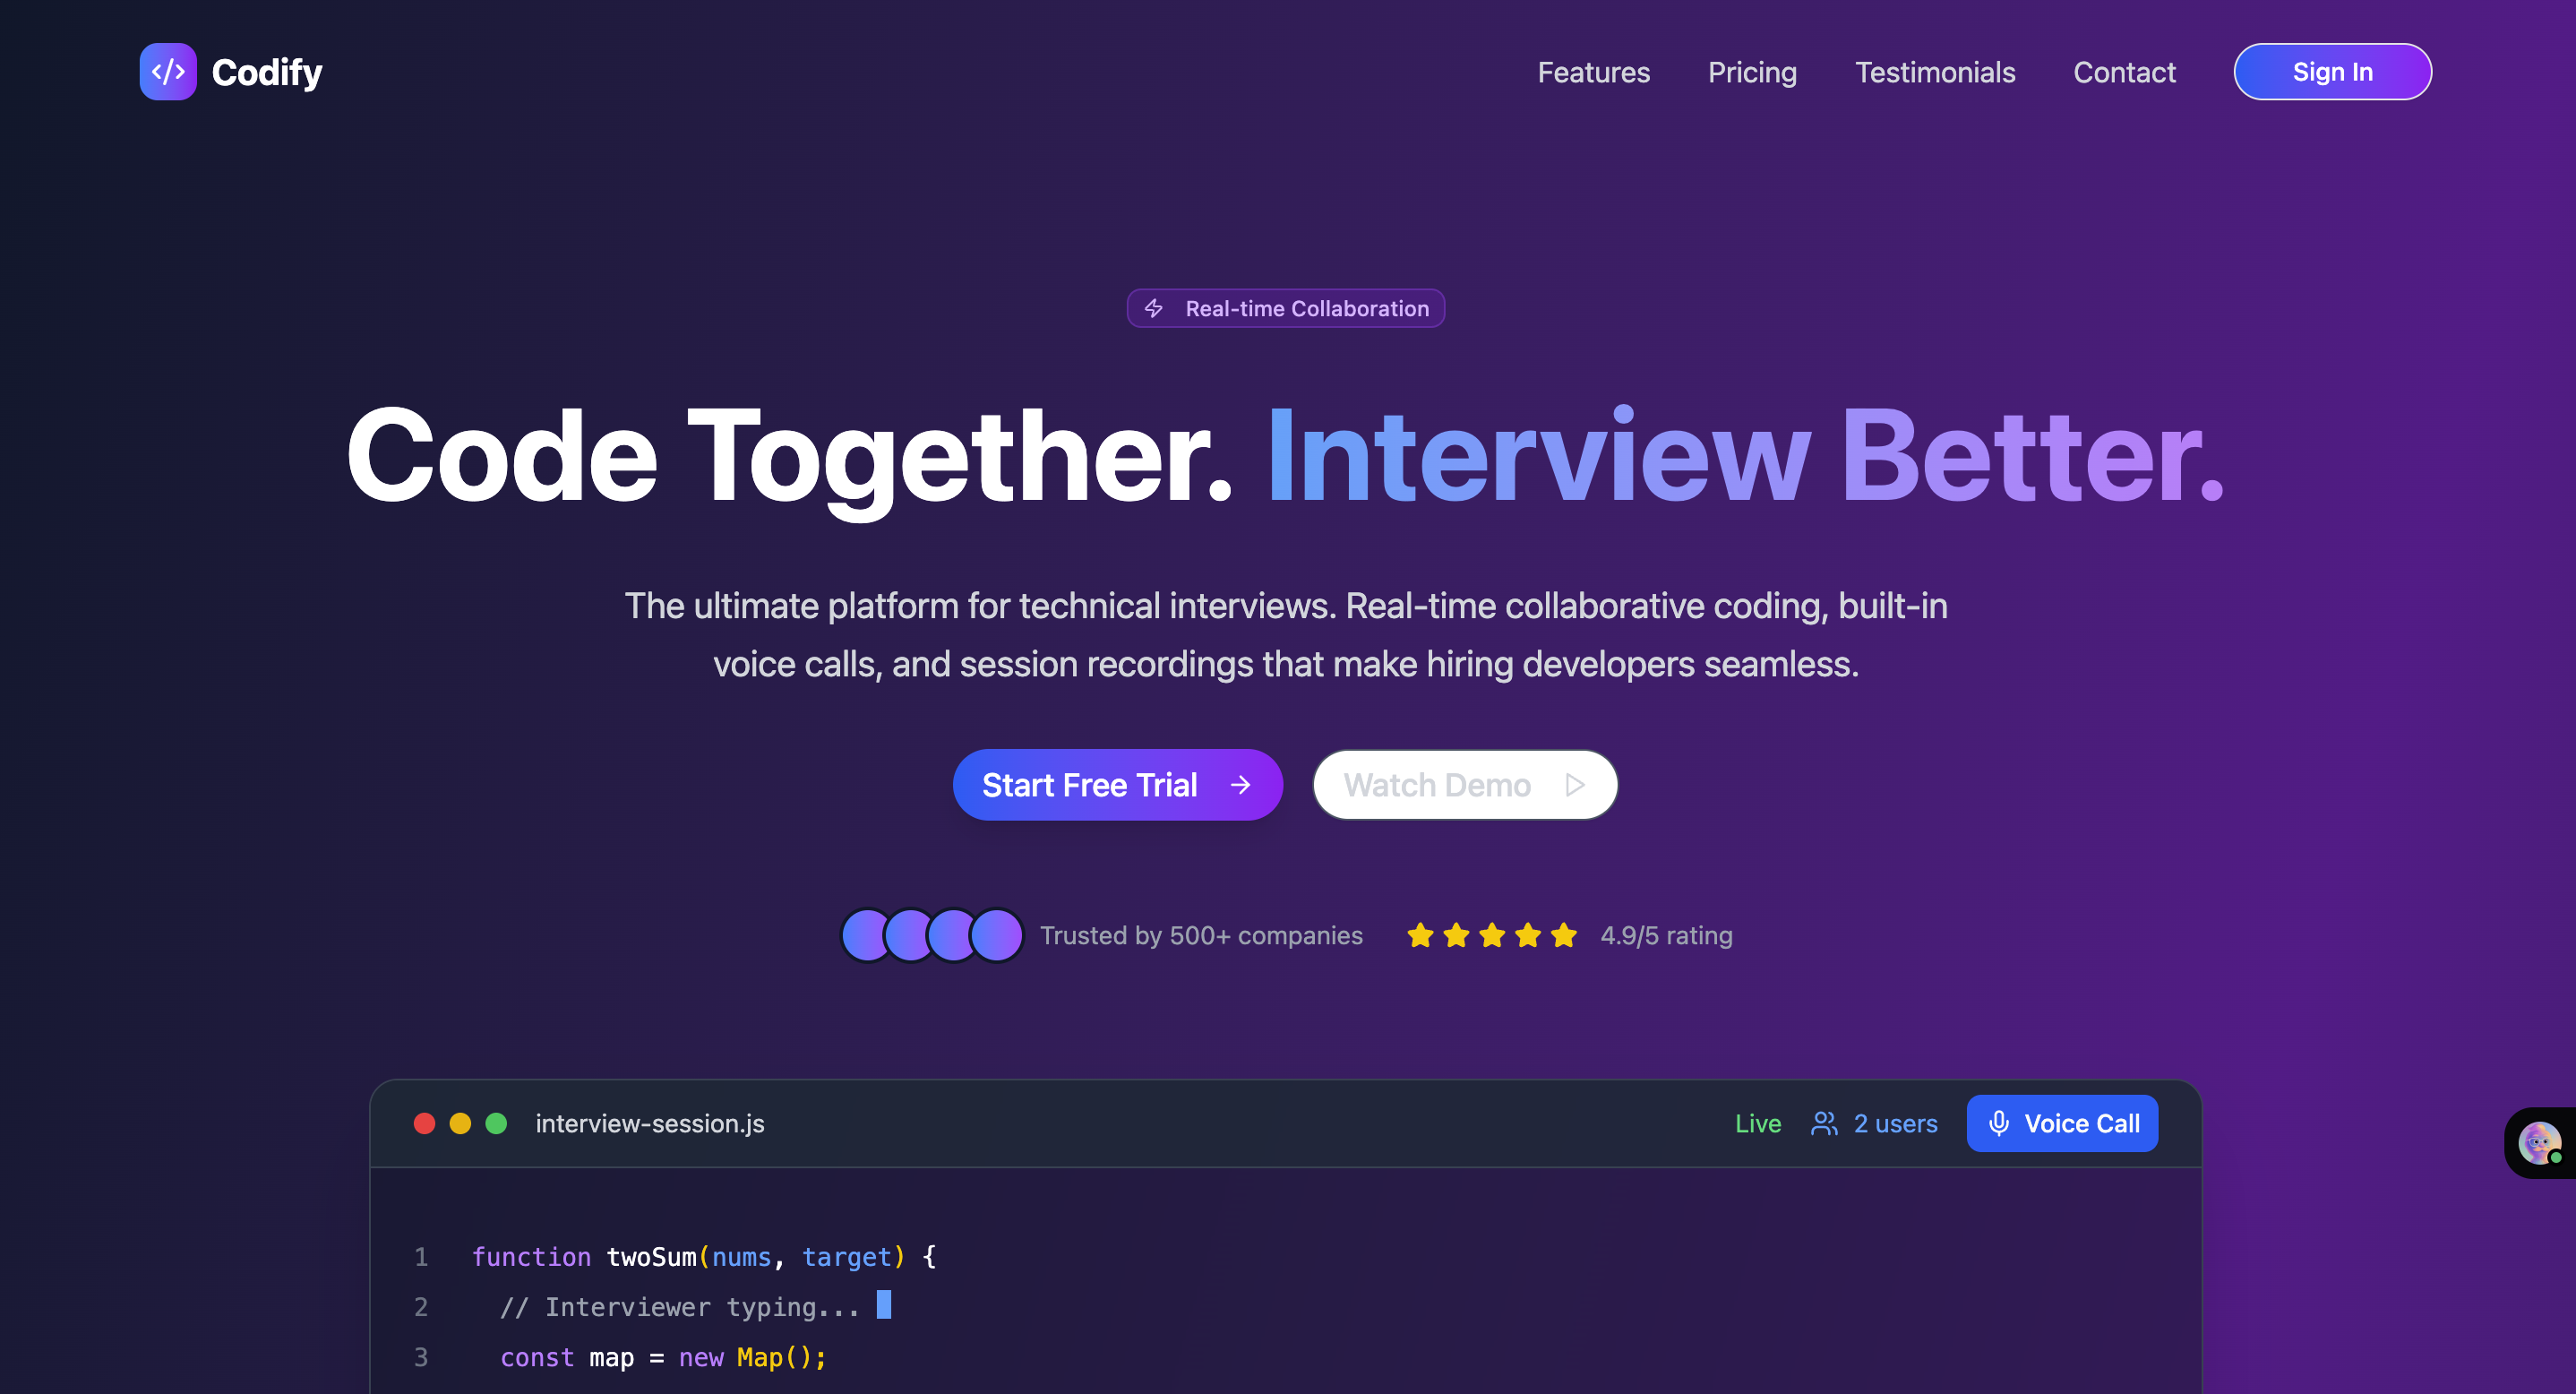 Codify
Features Pricing Testimonials Contact Sign In
Real-time Collaboration
Code Together. Interview Better.
The ultimate platform for technical interviews. Real-time collaborative coding, built-in
voice calls, and session recordings that make hiring developers seamless.
Start Free Trial Watch Demo
Trusted by 500+ companies 4.9/5 rating
interview-session.js Live 2 users Voice Call
1 function twoSum(nums, target) {
2 // Interviewer typing...
3 const map = new Map();